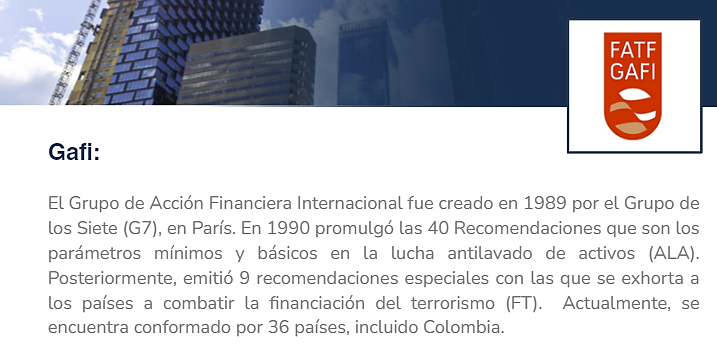 FATF
GAFI
Gafi:
El Grupo de Acción Financiera Internacional fue creado en 1989 por el Grupo de
los Siete (G7), en París. En 1990 promulgó las 40 Recomendaciones que son los
parámetros mínimos y básicos en la lucha antilavado de activos (ALA).
Posteriormente, emitió 9 recomendaciones especiales con las que se exhorta a
los países a combatir la financiación del terrorismo (FT).  Actualmente, se
encuentra conformado por 36 países, incluido Colombia.